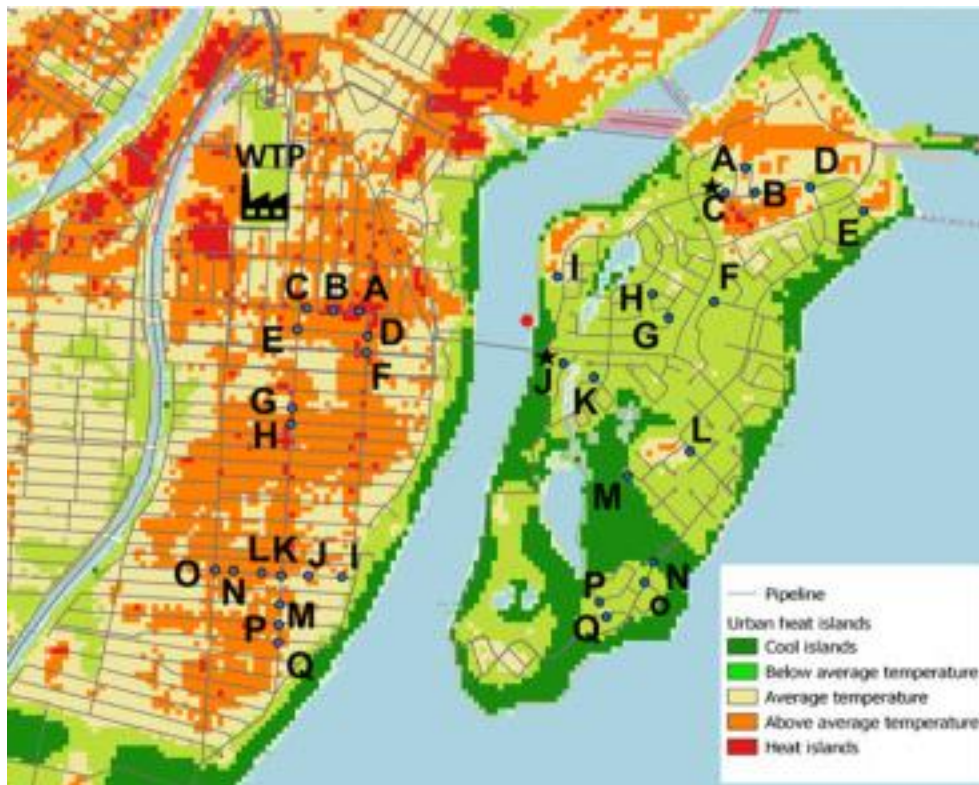 WTP
A
D
B
C
E
I
F
H
G
C B A
D
E
F
J
K
G
H
L
M
L K J I
O
N
N
M
P
O
P
Q
Q
Pipeline
Urban heat islands
Cool islands
Below average temperature
Average temperature
Above average temperature
Heat islands